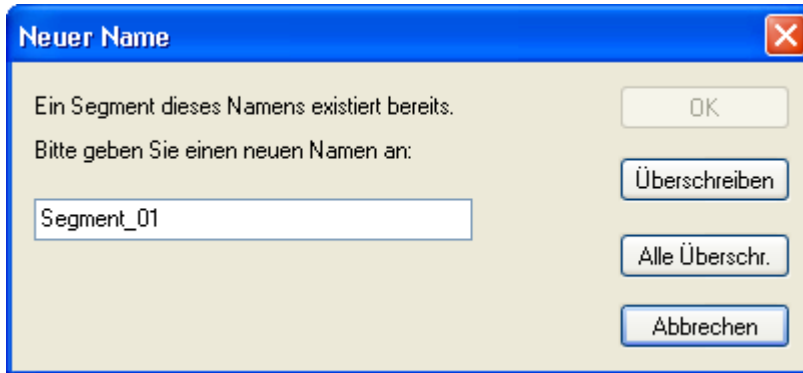 Neuer Name
Ein Segment dieses Namens existiert bereits.
Bitte geben Sie einen neuen Namen an:
Segment_01
OK
Überschreiben
Alle Überschr.
Abbrechen